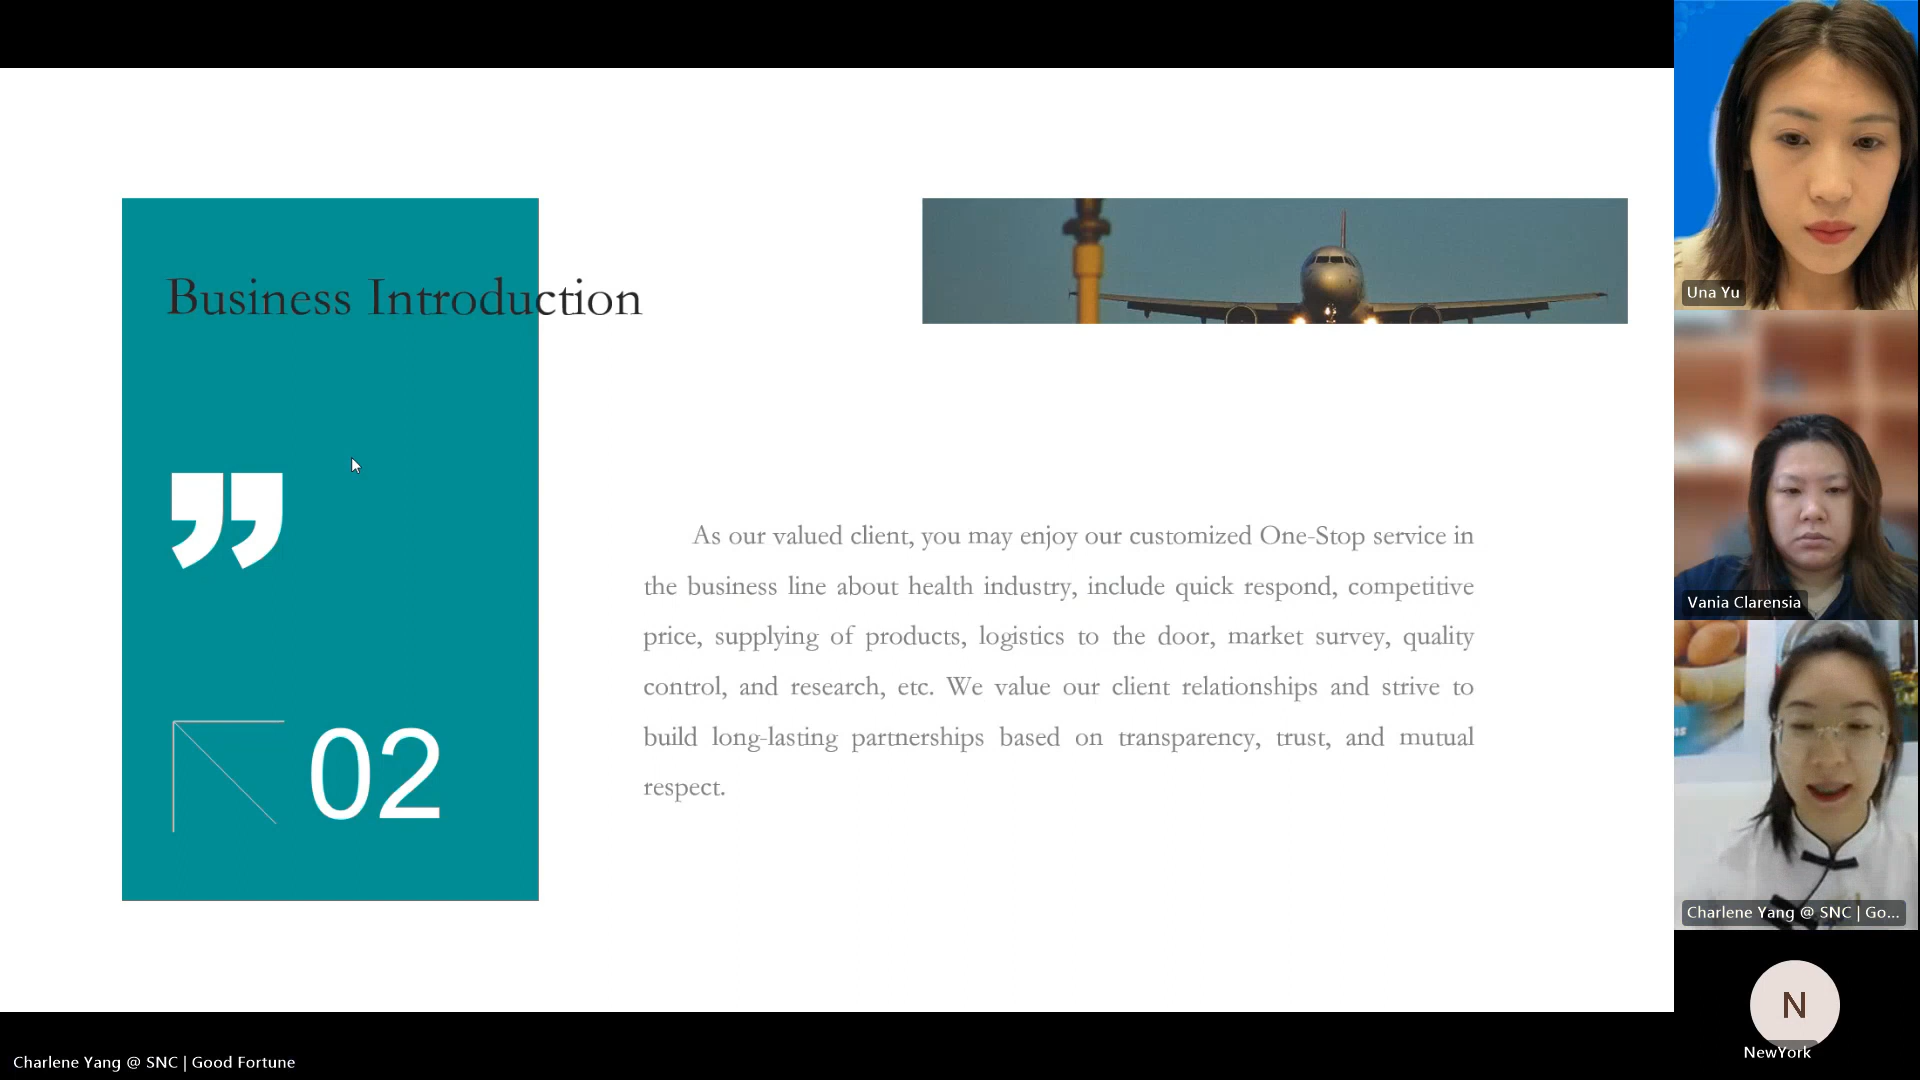 Business Introduction
”
02
As our valued client, you may enjoy our customized One-Stop service in
the business line about health industry, include quick respond, competitive
price, supplying of products, logistics to the door, market survey, quality
control, and research, etc. We value our client relationships and strive to
build long-lasting partnerships based on transparency, trust, and mutual
respect.
Una Yu
Vania Clarensia
Charlene Yang @ SNC | Go...
N
NewYork
Charlene Yang @ SNC | Good Fortune